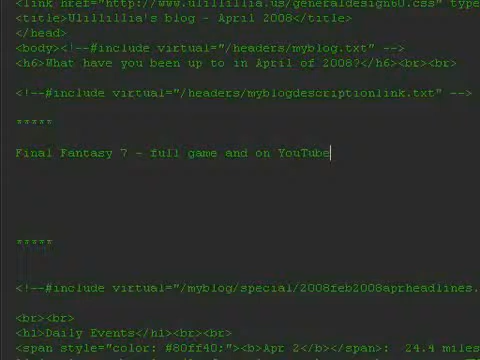 <link href="http://www.ulillillia.us/generaldesign60.css" type
<title>Ulillillia's blog - April 2008</title>
</head>
<body><!--#include virtual="/headers/myblog.txt" -->
<h6>What have you been up to in April of 2008?</h6><br><br>
<!--#include virtual="/headers/myblogdescriptionlink.txt" -->
*****
Final Fantasy 7 - full game and on YouTube
*****
<!--#include virtual="/myblog/special/2008feb2008aprheadlines.
<br><br>
<h1>Daily Events</h1><br><br>
<span style="color: #80ff40;"><b>Apr 2</b></span>:  24.4 miles